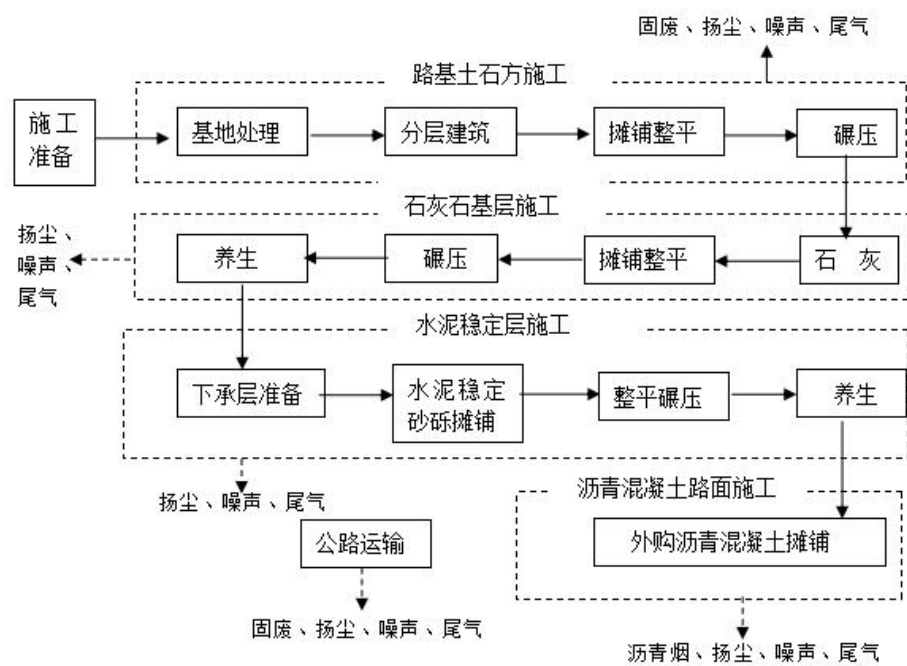 固废、扬尘、噪声、尾气
路基土石方施工
施工
准备
基地处理
分层建筑
摊铺整平
碾压
石灰石基层施工
扬尘、
噪声、
尾气
养生
碾压
摊铺整平
石 灰
水泥稳定层施工
下承层准备
水泥稳定
砂砾摊铺
整平碾压
养生
扬尘、噪声、尾气
沥青混凝土路面施工
公路运输
外购沥青混凝土摊铺
固废、扬尘、噪声、尾气
沥青烟、扬尘、噪声、尾气